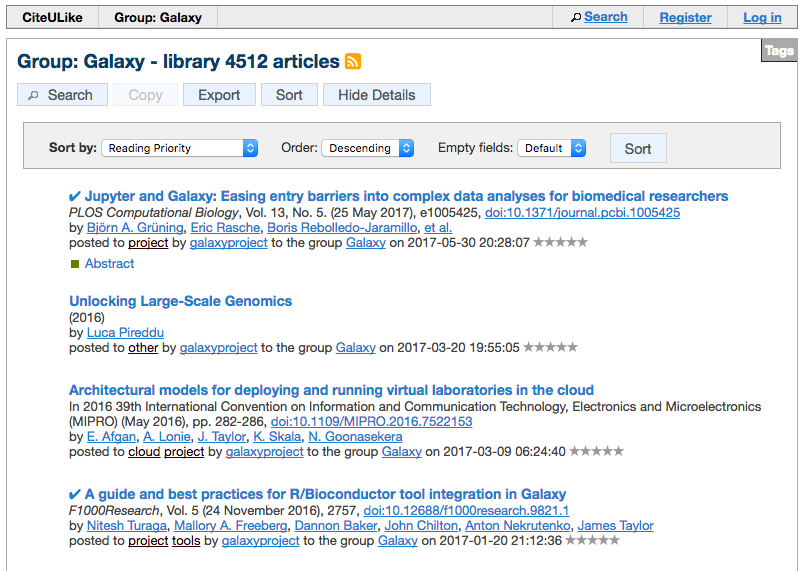 CiteULike Group: Galaxy Search Register Log in
Tags
Group: Galaxy - library 4512 articles
Search Copy Export Sort Hide Details
Sort by: Reading Priority Order: Descending Empty fields: Default Sort
✔ Jupyter and Galaxy: Easing entry barriers into complex data analyses for biomedical researchers
PLOS Computational Biology, Vol. 13, No. 5. (25 May 2017), e1005425, doi:10.1371/journal.pcbi.1005425
by Björn A. Grüning, Eric Rasche, Boris Rebolledo-Jaramillo, et al.
posted to project by galaxyproject to the group Galaxy on 2017-05-30 20:28:07 ★★★★★
Abstract
Unlocking Large-Scale Genomics
(2016)
by Luca Pireddu
posted to other by galaxyproject to the group Galaxy on 2017-03-20 19:55:05 ★★★★★
Architectural models for deploying and running virtual laboratories in the cloud
In 2016 39th International Convention on Information and Communication Technology, Electronics and Microelectronics
(MIPRO) (May 2016), pp. 282-286, doi:10.1109/MIPRO.2016.7522153
by E. Afgan, A. Lonie, J. Taylor, K. Skala, N. Goonasekera
posted to cloud project by galaxyproject to the group Galaxy on 2017-03-09 06:24:40 ★★★★★
✔ A guide and best practices for R/Bioconductor tool integration in Galaxy
F1000Research, Vol. 5 (24 November 2016), 2757, doi:10.12688/f1000research.9821.1
by Nitesh Turaga, Mallory A. Freeberg, Dannon Baker, John Chilton, Anton Nekrutenko, James Taylor
posted to project tools by galaxyproject to the group Galaxy on 2017-01-20 21:12:36 ★★★★★